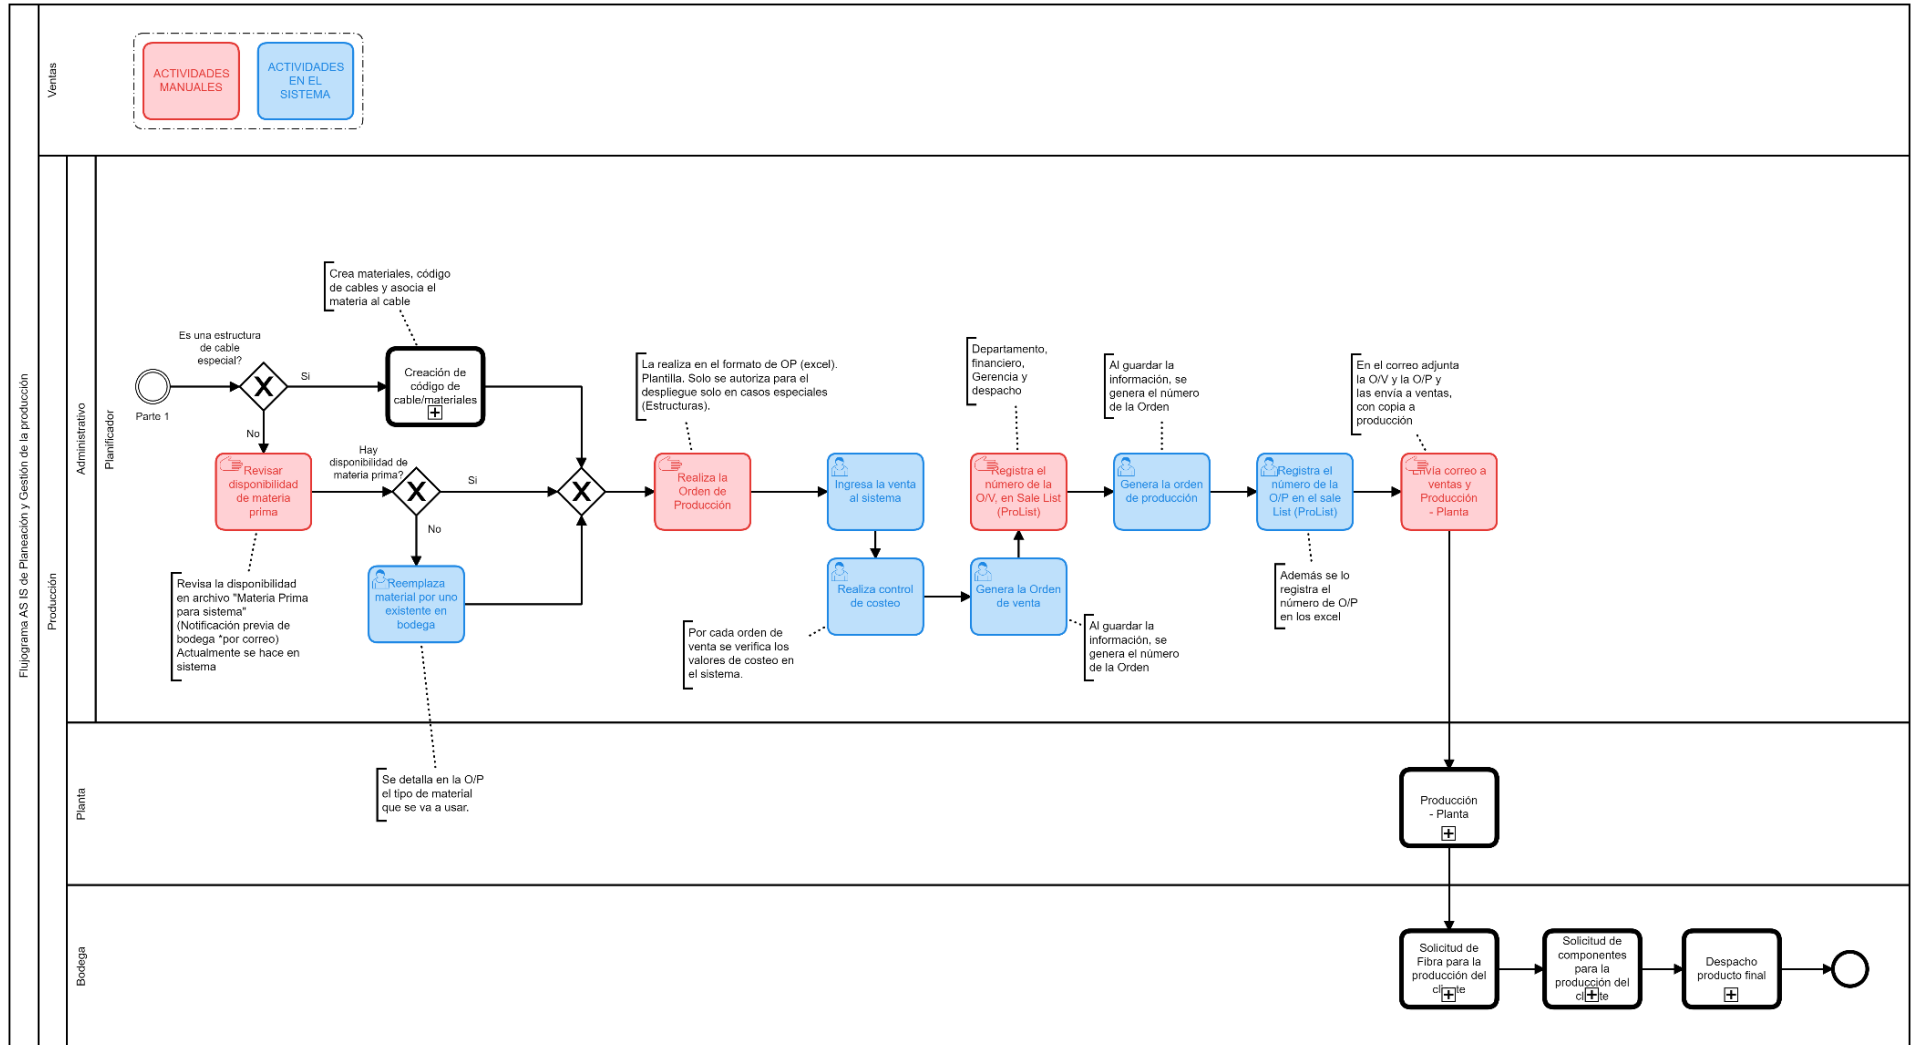 Flujograma AS IS de Planeación y Gestión de la producción
Ventas
ACTIVIDADES
MANUALES
ACTIVIDADES
EN EL
SISTEMA
Producción
Administrativo
Planificador
Parte 1
Es una estructura
de cable
especial?
Si
No
Crea materiales, código
de cables y asocia el
materia al cable
Creación de
código de
cable/materiales
Revisar
disponibilidad
de materia
prima
Revisa la disponibilidad
en archivo "Materia Prima
para sistema"
(Notificación previa de
bodega *por correo)
Actualmente se hace en
sistema
Hay
disponibilidad de
materia prima?
Si
No
Reemplaza
material por uno
existente en
bodega
Se detalla en la O/P
el tipo de material
que se va a usar.
La realiza en el formato de OP (excel).
Plantilla. Solo se autoriza para el
despliegue solo en casos especiales
(Estructuras).
Realiza la
Orden de
Producción
Ingresa la venta
al sistema
Realiza control
de costeo
Por cada orden de
venta se verifica los
valores de costeo en
el sistema.
Genera la Orden
de venta
Al guardar la
información, se
genera el número
de la Orden
Departamento,
financiero,
Gerencia y
despacho
Registra el
número de la
O/V, en Sale List
(ProList)
Al guardar la
información, se
genera el número
de la Orden
Genera la orden
de producción
Registra el
número de la
O/P en el sale
List (ProList)
Además se lo
registra el
número de O/P
en los excel
En el correo adjunta
la O/V y la O/P y
las envía a ventas,
con copia a
producción
Envía correo a
ventas y
Producción
- Planta
Planta
Producción
- Planta
Bodega
Solicitud de
Fibra para la
producción del
cliente
Solicitud de
componentes
para la
producción del
cliente
Despacho
producto final